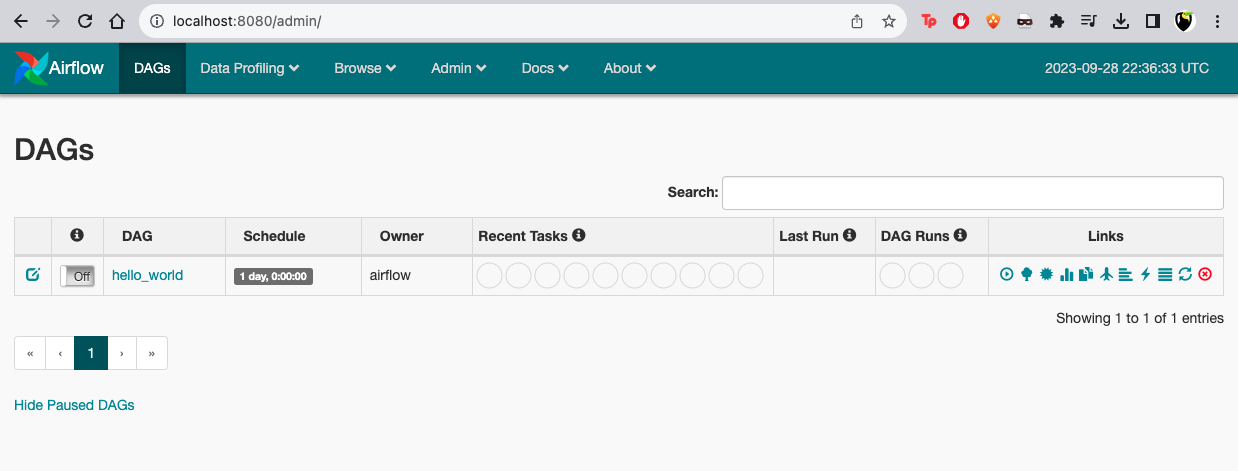 localhost:8080/admin/
Airflow DAGs Data Profiling Browse Admin Docs About 2023-09-28 22:36:33 UTC
DAGs
Search:
DAG Schedule Owner Recent Tasks Last Run DAG Runs Links
Off hello_world 1 day, 0:00:00 airflow
Showing 1 to 1 of 1 entries
« ‹ 1 › »
Hide Paused DAGs